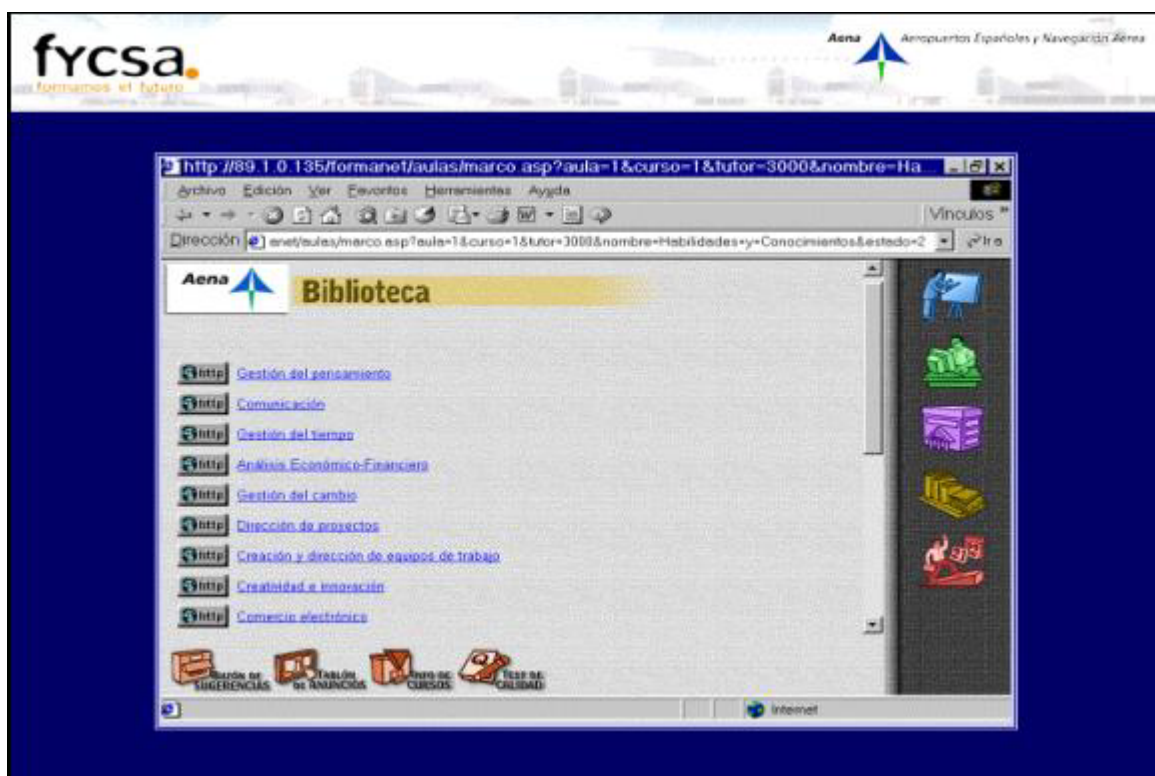 fycsa.
formamos el futuro
Aena Aeropuertos Españoles y Navegación Aérea
http://89.1.0.135/formanet/aulas/marco.asp?aula=1&curso=1&tutor=3000&nombre=Ha...
Archivo Edición Ver Favoritos Herramientas Ayuda
Vínculos »
Dirección anet/aulas/marco.asp?aula=1&curso=1&tutor=3000&nombre=Habilidades+y+Conocimientos&estado=2 Ir a
Aena
Biblioteca
http Gestión del pensamiento
http Comunicación
http Gestión del tiempo
http Análisis Económico-Financiero
http Gestión del cambio
http Dirección de proyectos
http Creación y dirección de equipos de trabajo
http Creatividad e innovación
http Comercio electrónico
BUZÓN DE SUGERENCIAS
TABLÓN DE ANUNCIOS
INFO DE CURSOS
TEST DE CALIDAD
Internet